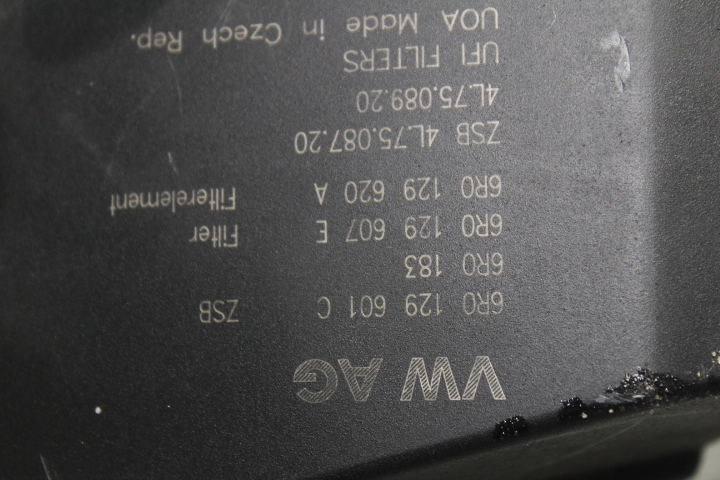 VW AG
6R0 129 601 C ZSB
6R0 183
6R0 129 607 E Filter
6R0 129 620 A Filterelement
ZSB 4L75.087.20
4L75.089.20
UFI FILTERS
UOA Made in Czech Rep.